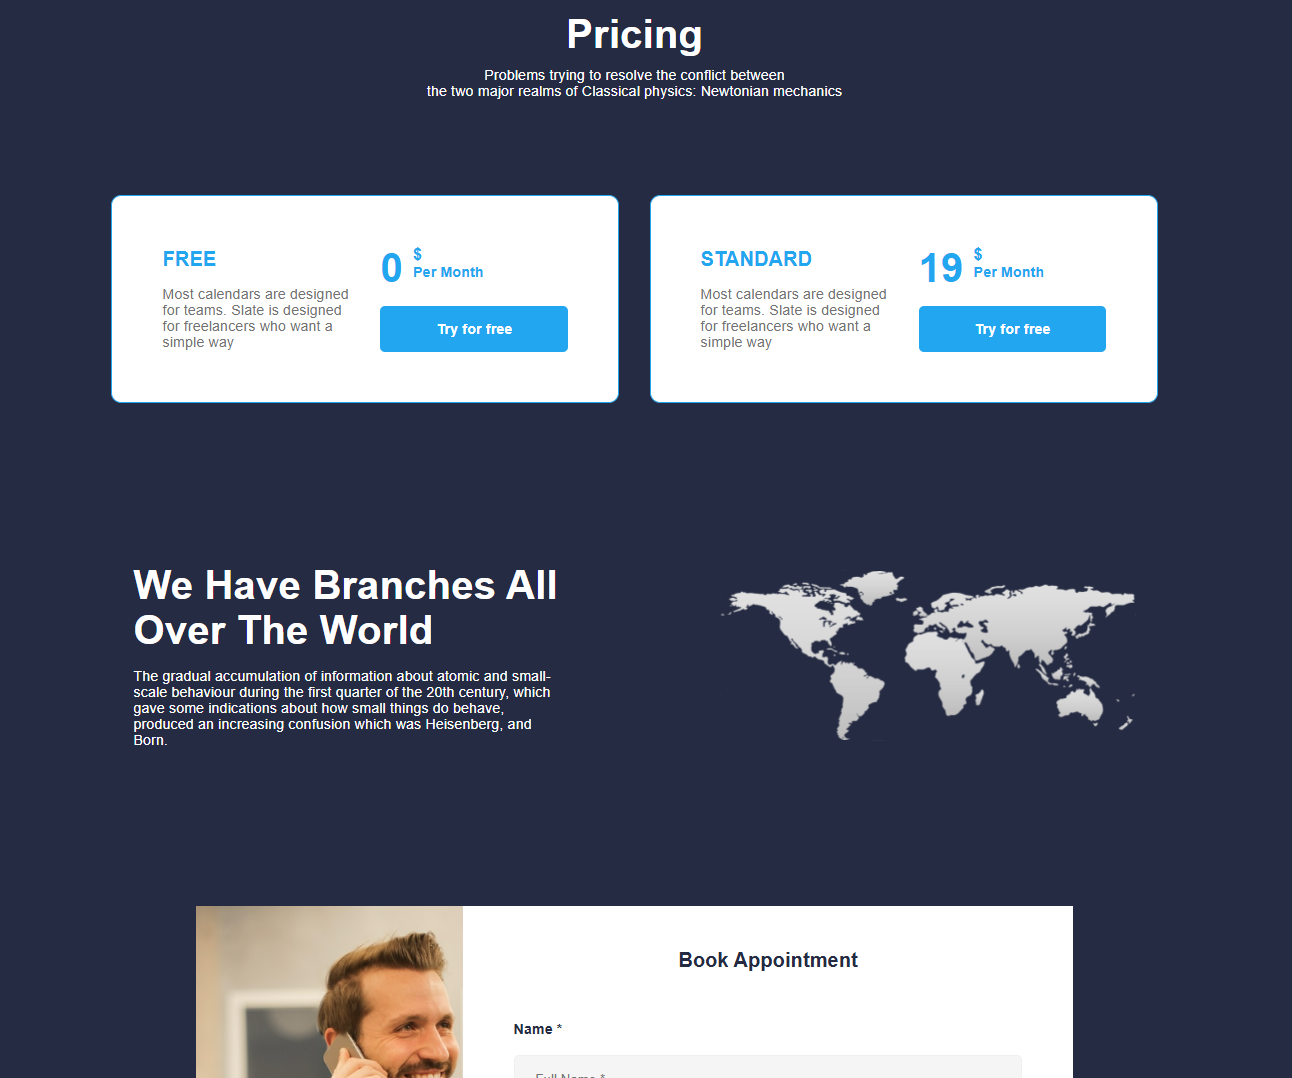 Pricing
Problems trying to resolve the conflict between
the two major realms of Classical physics: Newtonian mechanics
FREE
Most calendars are designed
for teams. Slate is designed
for freelancers who want a
simple way
0
$
Per Month
Try for free
STANDARD
Most calendars are designed
for teams. Slate is designed
for freelancers who want a
simple way
19
$
Per Month
Try for free
We Have Branches All
Over The World
The gradual accumulation of information about atomic and small-
scale behaviour during the first quarter of the 20th century, which
gave some indications about how small things do behave,
produced an increasing confusion which was Heisenberg, and
Born.
Book Appointment
Name *
Full Name *